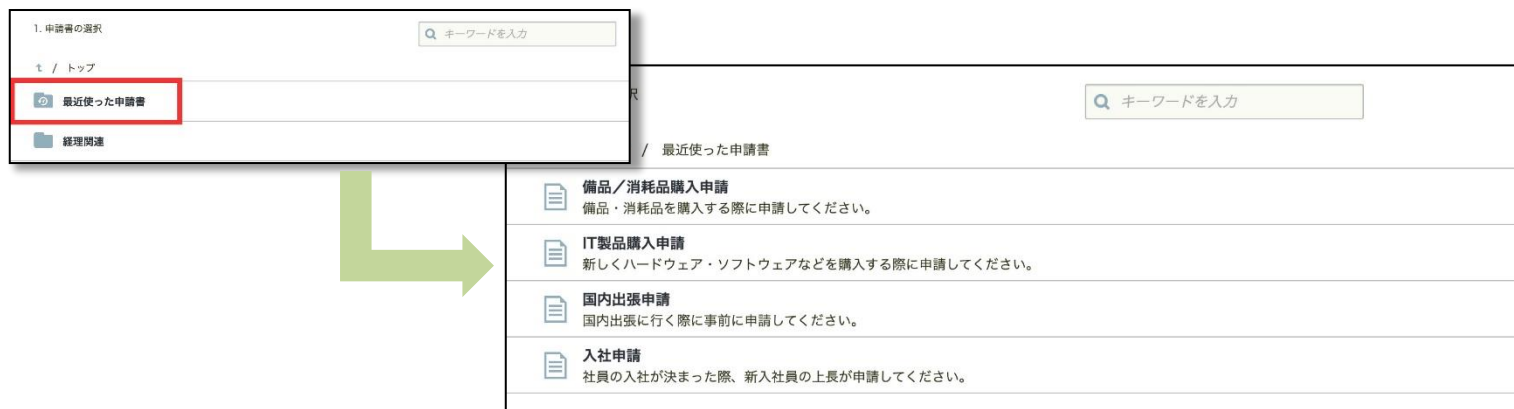 1. 申請書の選択
キーワードを入力
t / トップ
最近使った申請書
経理関連
択
キーワードを入力
/ 最近使った申請書
備品／消耗品購入申請
備品・消耗品を購入する際に申請してください。
IT製品購入申請
新しくハードウェア・ソフトウェアなどを購入する際に申請してください。
国内出張申請
国内出張に行く際に事前に申請してください。
入社申請
社員の入社が決まった際、新入社員の上長が申請してください。